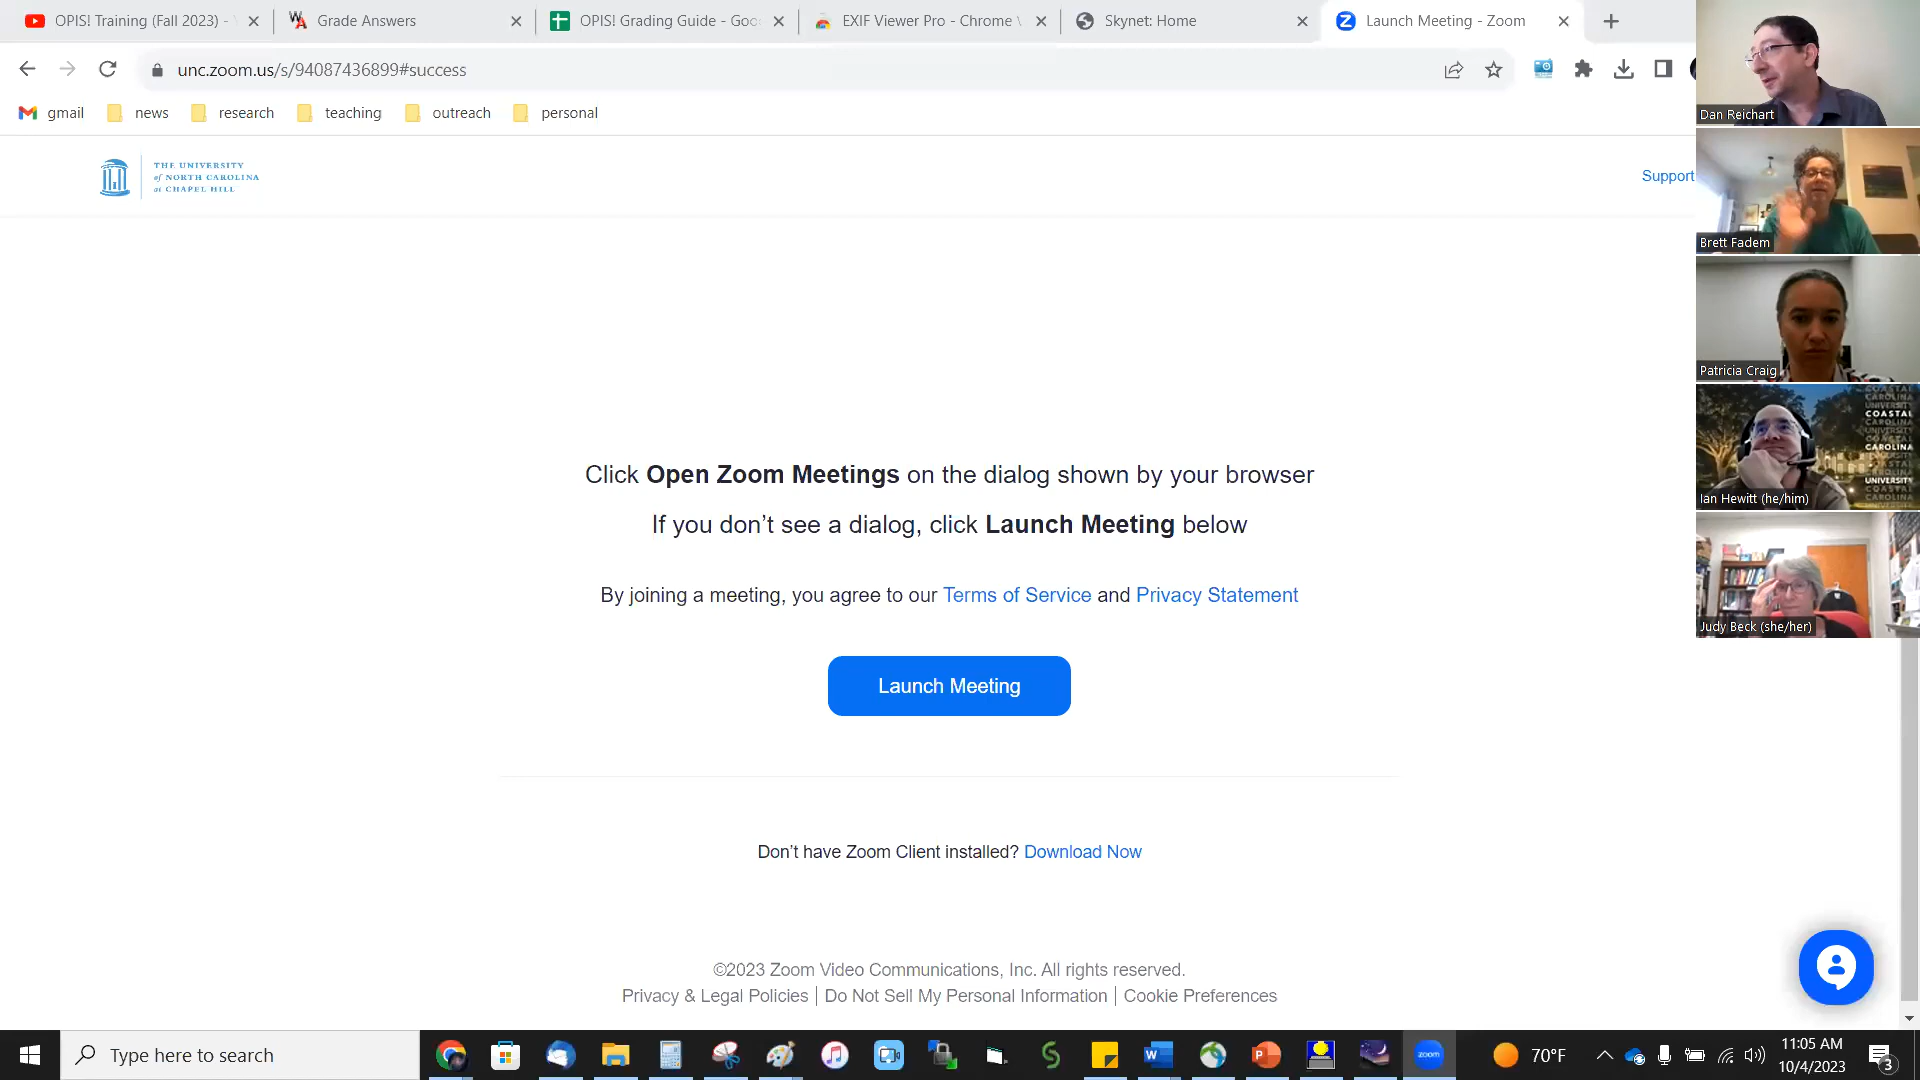 OPIS! Training (Fall 2023) -
Grade Answers
OPIS! Grading Guide - Goo
EXIF Viewer Pro - Chrome
Skynet: Home
Launch Meeting - Zoom
unc.zoom.us/s/94087436899#success
gmail
news
research
teaching
outreach
personal
THE UNIVERSITY
of NORTH CAROLINA
at CHAPEL HILL
Support
Dan Reichart
Brett Fadem
Patricia Craig
COASTAL
CAROLINA
UNIVERSITY
Ian Hewitt (he/him)
Judy Beck (she/her)
Click Open Zoom Meetings on the dialog shown by your browser
If you don’t see a dialog, click Launch Meeting below
By joining a meeting, you agree to our Terms of Service and Privacy Statement
Launch Meeting
Don’t have Zoom Client installed? Download Now
©2023 Zoom Video Communications, Inc. All rights reserved.
Privacy & Legal Policies | Do Not Sell My Personal Information | Cookie Preferences
Type here to search
zoom
70°F
11:05 AM
10/4/2023
3